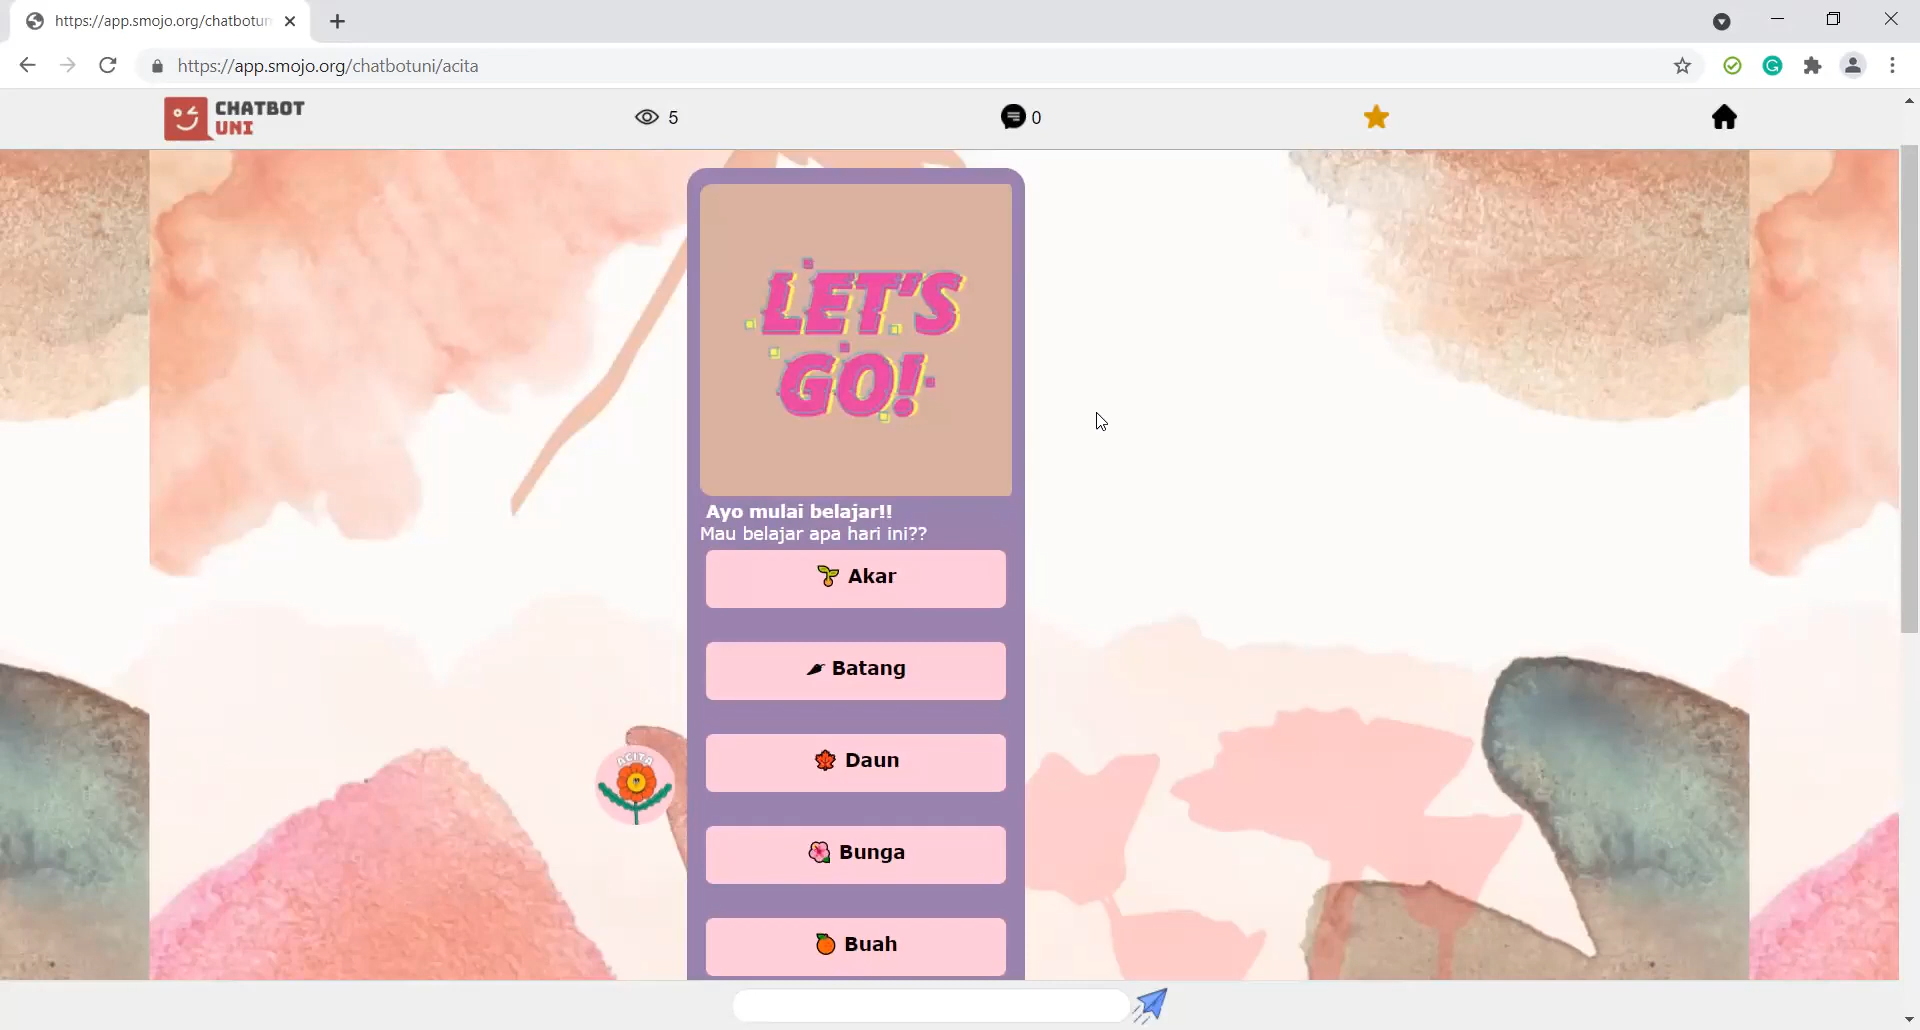 https://app.smojo.org/chatbotun
https://app.smojo.org/chatbotuni/acita
CHATBOT
UNI
5
0
LET'S
GO!
Ayo mulai belajar!!
Mau belajar apa hari ini??
Akar
Batang
Daun
ACITA
Bunga
Buah